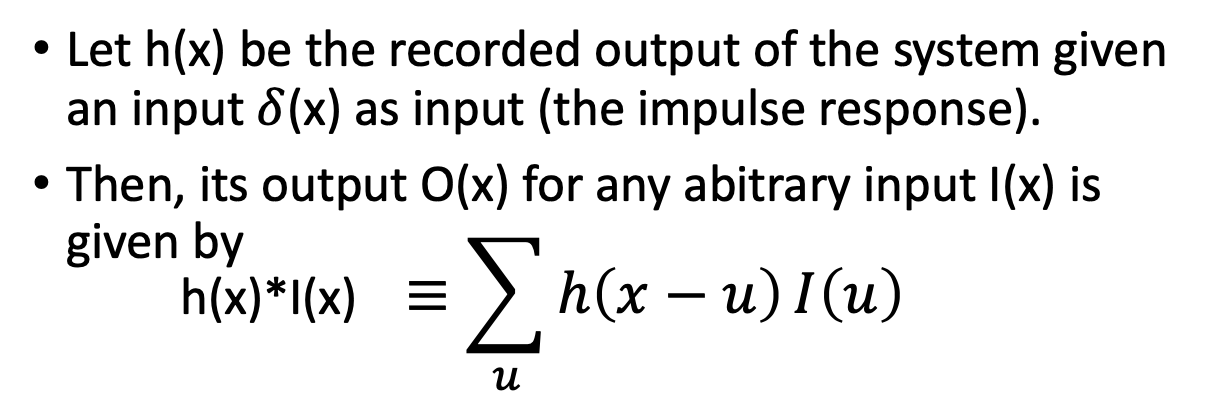 • Let h(x) be the recorded output of the system given
an input δ(x) as input (the impulse response).
• Then, its output O(x) for any abitrary input I(x) is
given by
h(x)*I(x) ≡ ∑ h(x − u) I(u)
u